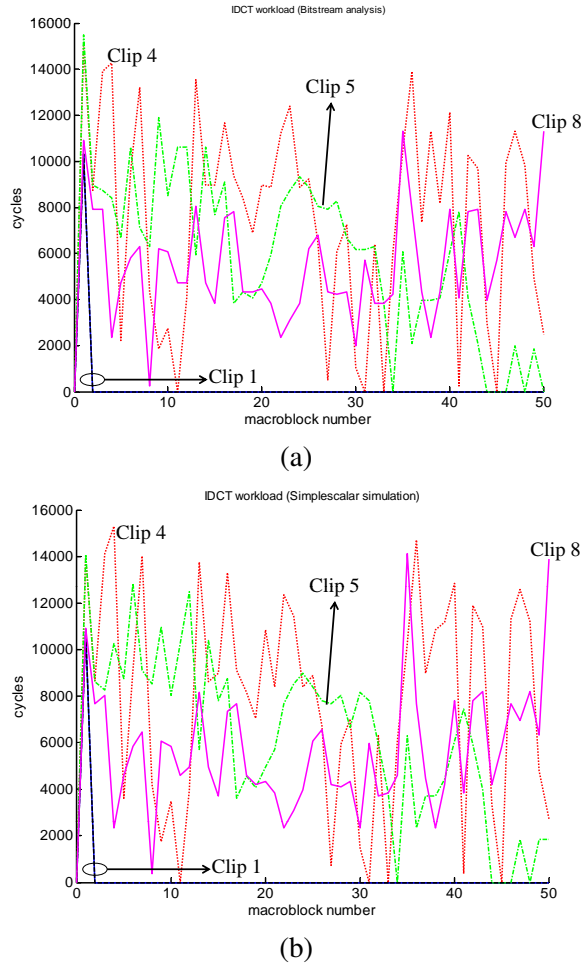 IDCT workload (Bitstream analysis)
16000
14000
12000
10000
8000
6000
4000
2000
0
cycles
Clip 4
Clip 5
Clip 8
Clip 1
0 10 20 30 40 50
macroblock number
(a)
IDCT workload (Simplescalar simulation)
16000
14000
12000
10000
8000
6000
4000
2000
0
cycles
Clip 4
Clip 5
Clip 8
Clip 1
0 10 20 30 40 50
macroblock number
(b)